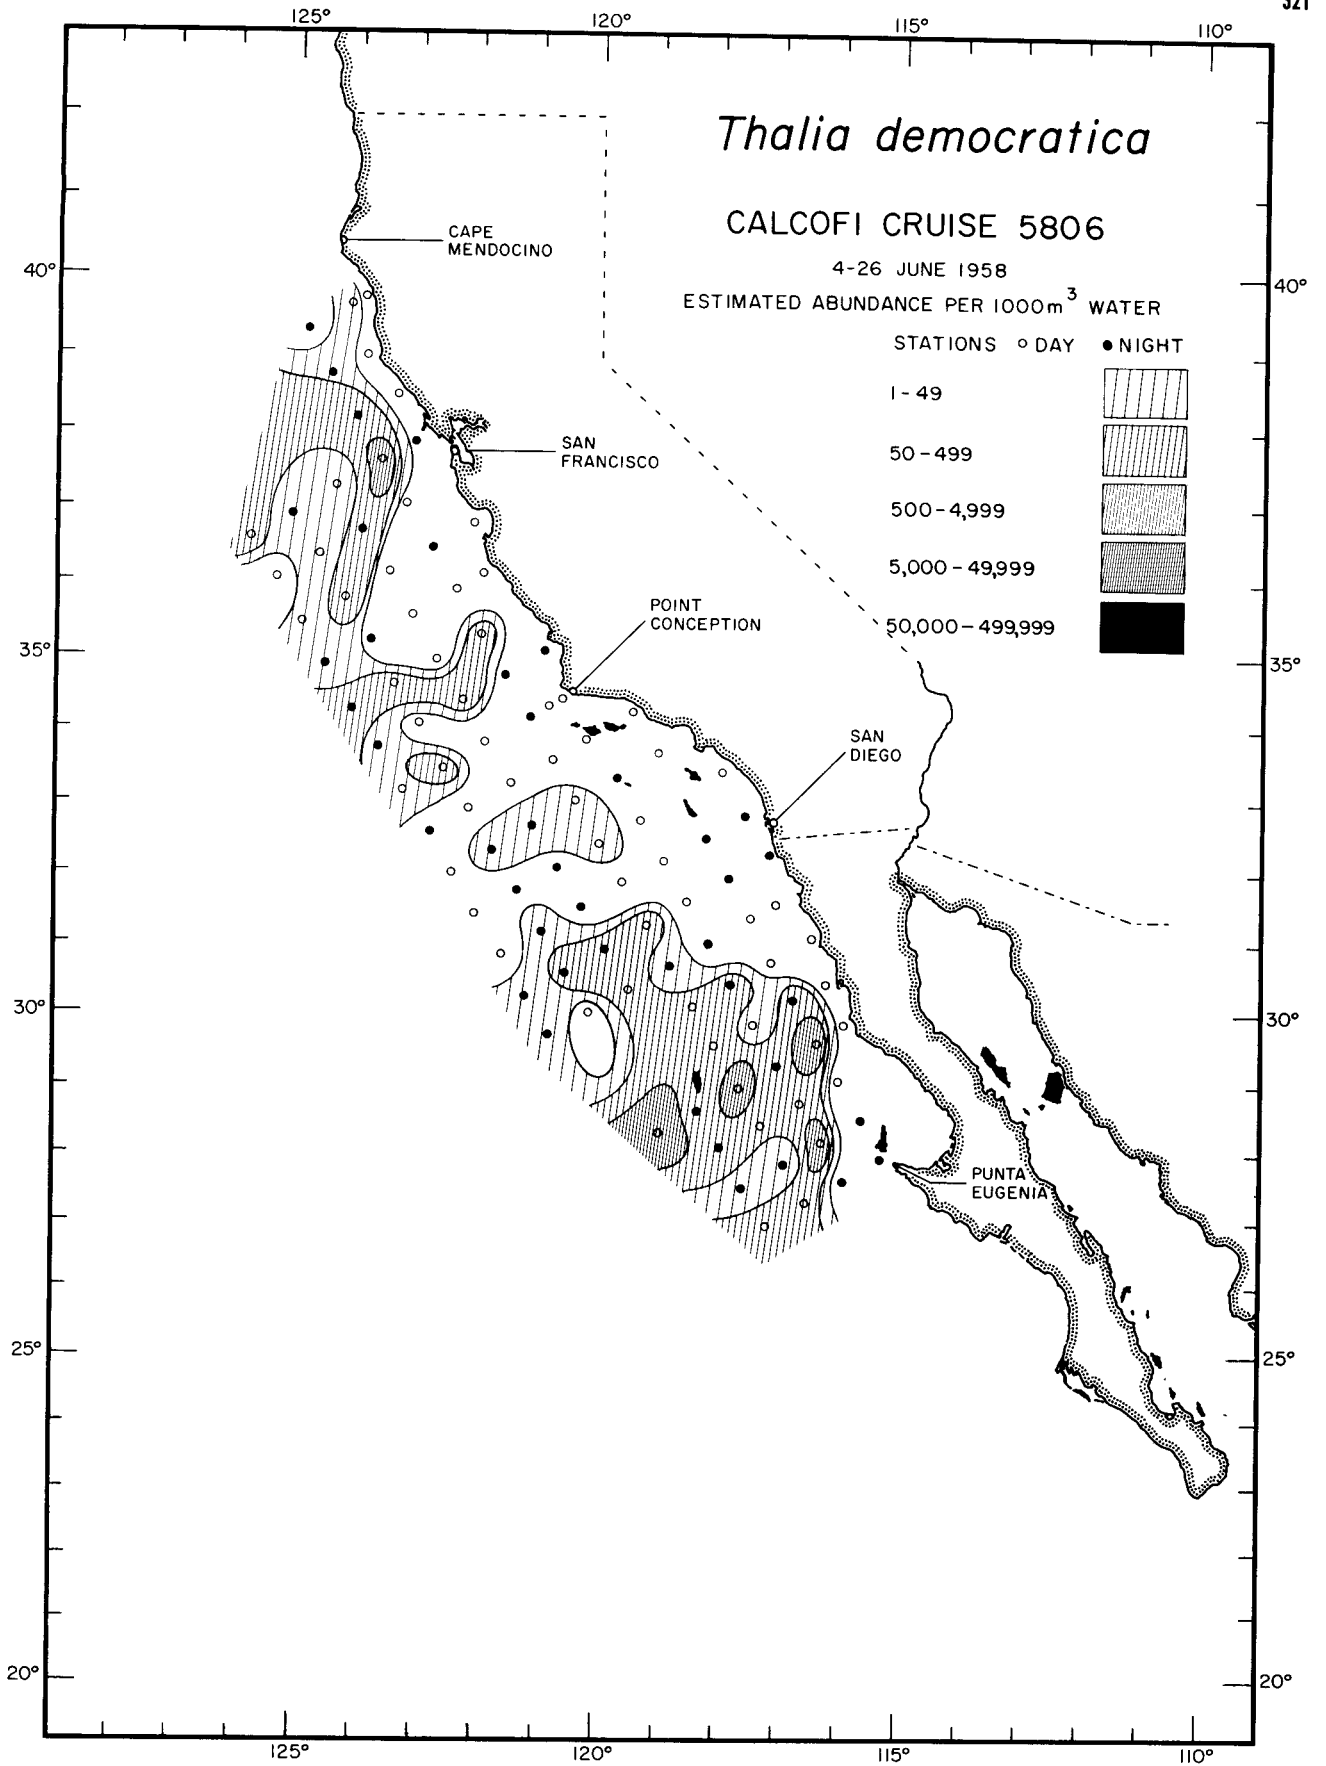 321
125° 120° 115° 110°
Thalia democratica
CALCOFI CRUISE 5806
4-26 JUNE 1958
ESTIMATED ABUNDANCE PER 1000m³ WATER
STATIONS ○ DAY ● NIGHT
1-49
50-499
500-4,999
5,000-49,999
50,000-499,999
CAPE
MENDOCINO
40° 40°
SAN
FRANCISCO
POINT
CONCEPTION
35° 35°
SAN
DIEGO
30° 30°
PUNTA
EUGENIA
25° 25°
20° 20°
125° 120° 115° 110°